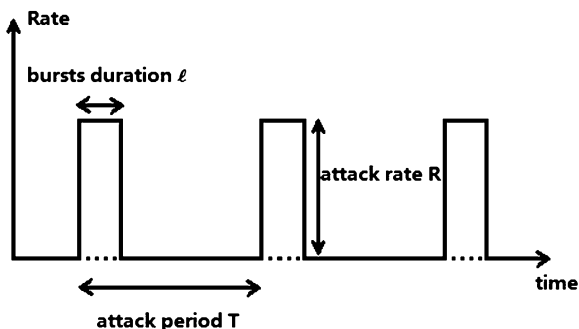 Rate
bursts duration ℓ
attack rate R
time
attack period T